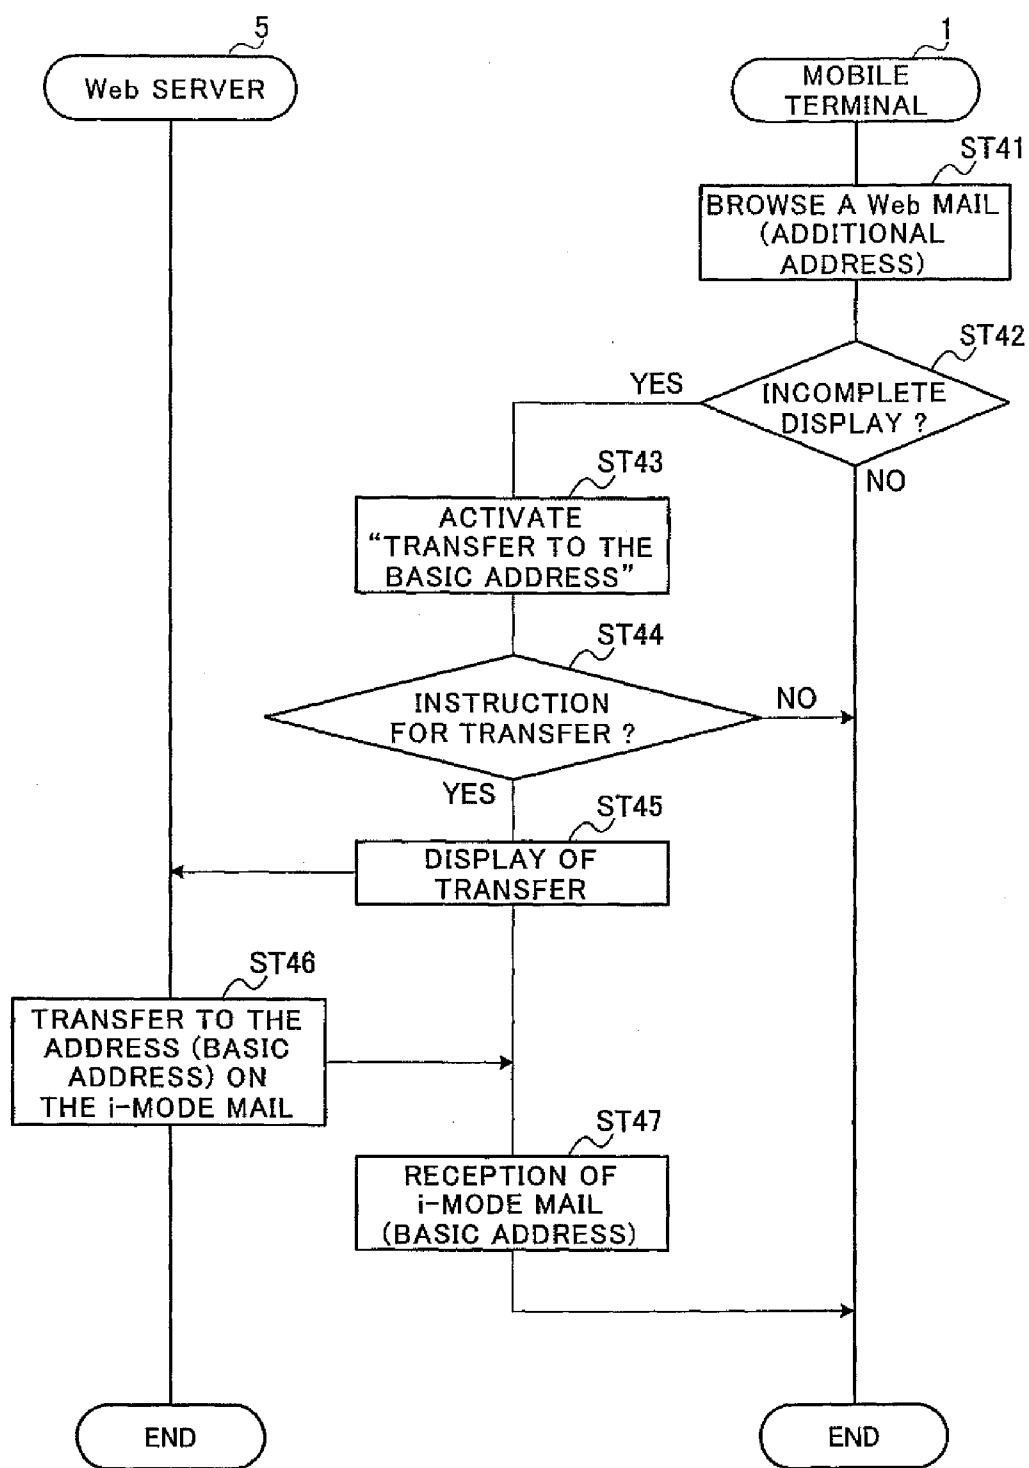 5
Web SERVER
1
MOBILE
TERMINAL
ST41
BROWSE A Web MAIL
(ADDITIONAL
ADDRESS)
ST42
INCOMPLETE
DISPLAY ?
YES
NO
ST43
ACTIVATE
“TRANSFER TO THE
BASIC ADDRESS”
ST44
INSTRUCTION
FOR TRANSFER ?
NO
YES
ST45
DISPLAY OF
TRANSFER
ST46
TRANSFER TO THE
ADDRESS (BASIC
ADDRESS) ON
THE i-MODE MAIL
ST47
RECEPTION OF
i-MODE MAIL
(BASIC ADDRESS)
END
END